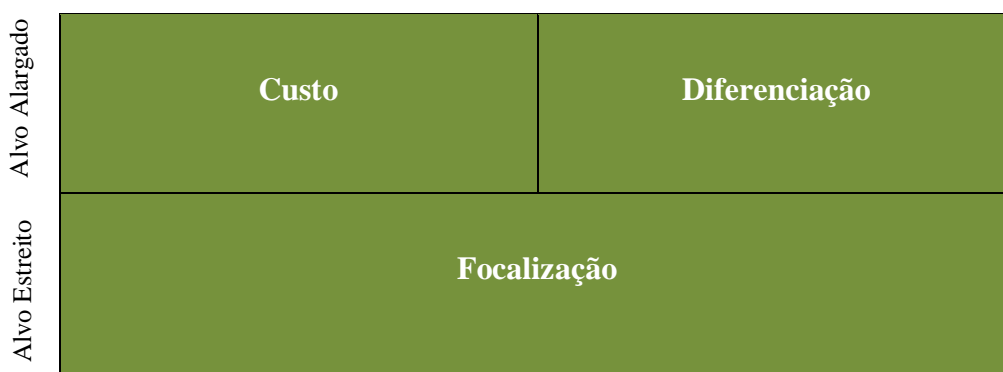 Alvo Alargado
Custo
Diferenciação
Alvo Estreito
Focalização